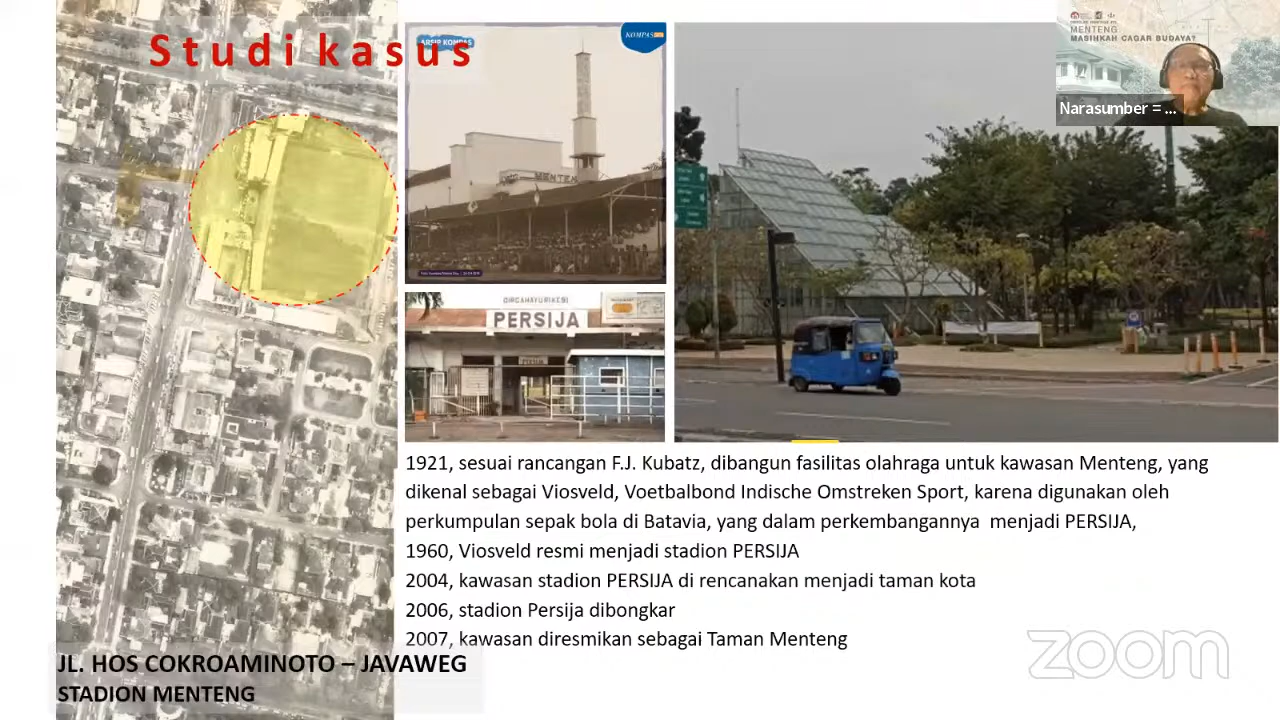 Studi kasus
ARSIP KOMPAS
KOMPAS
MENTENG
PERSIJA
MENTENG
MASIHKAH CAGAR BUDAYA?
Narasumber = ...
1921, sesuai rancangan F.J. Kubatz, dibangun fasilitas olahraga untuk kawasan Menteng, yang
dikenal sebagai Viosveld, Voetbalbond Indische Omstreken Sport, karena digunakan oleh
perkumpulan sepak bola di Batavia, yang dalam perkembangannya menjadi PERSIJA,
1960, Viosveld resmi menjadi stadion PERSIJA
2004, kawasan stadion PERSIJA di rencanakan menjadi taman kota
2006, stadion Persija dibongkar
2007, kawasan diresmikan sebagai Taman Menteng
JL. HOS COKROAMINOTO – JAVAWEG
STADION MENTENG
zoom